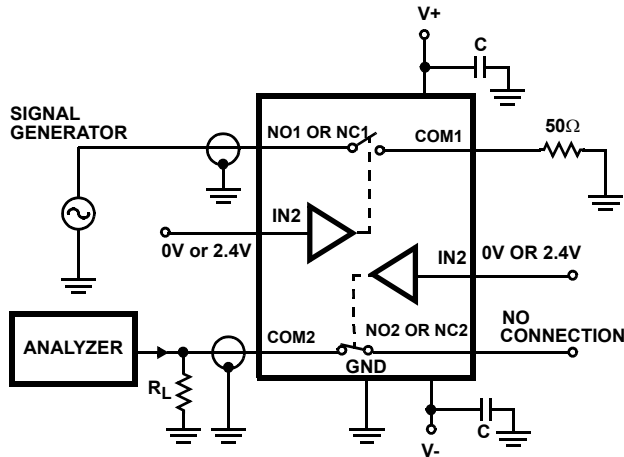 V+
C
SIGNAL
GENERATOR
NO1 OR NC1
COM1
50Ω
IN2
0V or 2.4V
IN2
0V OR 2.4V
ANALYZER
COM2
NO2 OR NC2
NO
CONNECTION
GND
RL
C
V-